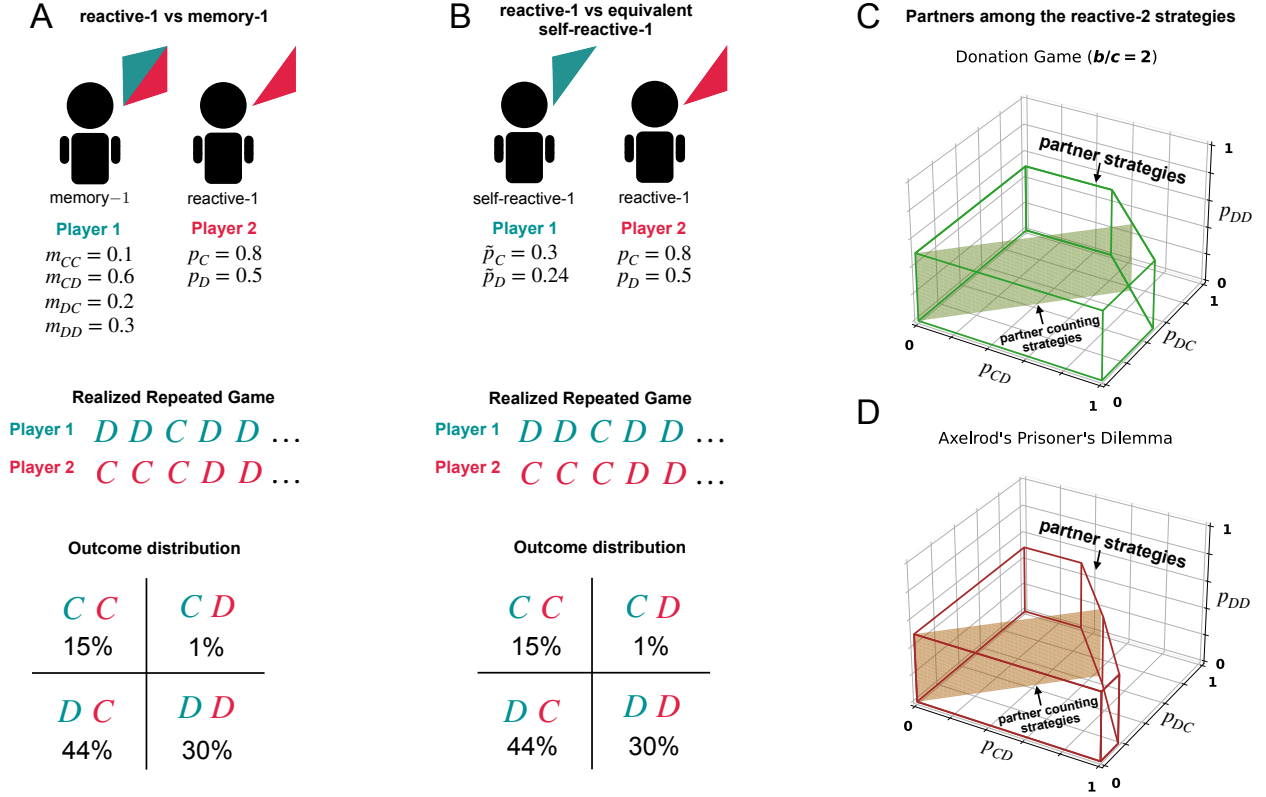 A
reactive-1 vs memory-1
memory−1
reactive-1
Player 1
Player 2
m_CC = 0.1
p_C = 0.8
m_CD = 0.6
p_D = 0.5
m_DC = 0.2
m_DD = 0.3
Realized Repeated Game
Player 1 D D C D D ...
Player 2 C C C D D ...
Outcome distribution
C C
C D
15%
1%
D C
D D
44%
30%
B
reactive-1 vs equivalent
self-reactive-1
self-reactive-1
reactive-1
Player 1
Player 2
p̃_C = 0.3
p_C = 0.8
p̃_D = 0.24
p_D = 0.5
Realized Repeated Game
Player 1 D D C D D ...
Player 2 C C C D D ...
Outcome distribution
C C
C D
15%
1%
D C
D D
44%
30%
C
Partners among the reactive-2 strategies
Donation Game (b/c = 2)
partner strategies
partner counting
strategies
1
p_DD
0
1
p_DC
0
p_CD
1
0
D
Axelrod's Prisoner's Dilemma
partner strategies
partner counting
strategies
1
p_DD
0
1
p_DC
0
p_CD
1
0